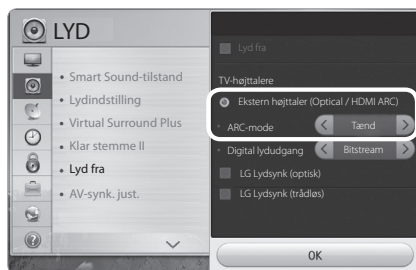 LYD
• Smart Sound-tilstand
• Lydindstilling
• Virtual Surround Plus
• Klar stemme II
• Lyd fra
• AV-synk. just.
Lyd fra
TV-højttalere
Ekstern højttaler (Optical / HDMI ARC)
• ARC-mode < Tænd >
• Digital lydudgang < Bitstream >
LG Lydsynk (optisk)
LG Lydsynk (trådløs)
OK